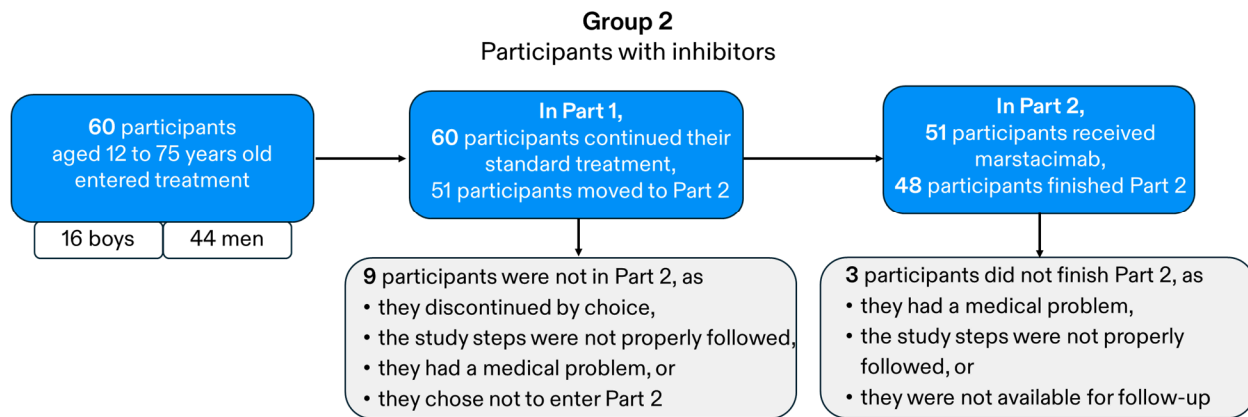 Group 2
Participants with inhibitors
60 participants
aged 12 to 75 years old
entered treatment
16 boys
44 men
In Part 1,
60 participants continued their
standard treatment,
51 participants moved to Part 2
9 participants were not in Part 2, as
• they discontinued by choice,
• the study steps were not properly followed,
• they had a medical problem, or
• they chose not to enter Part 2
In Part 2,
51 participants received
marstacimab,
48 participants finished Part 2
3 participants did not finish Part 2, as
• they had a medical problem,
• the study steps were not properly
followed, or
• they were not available for follow-up